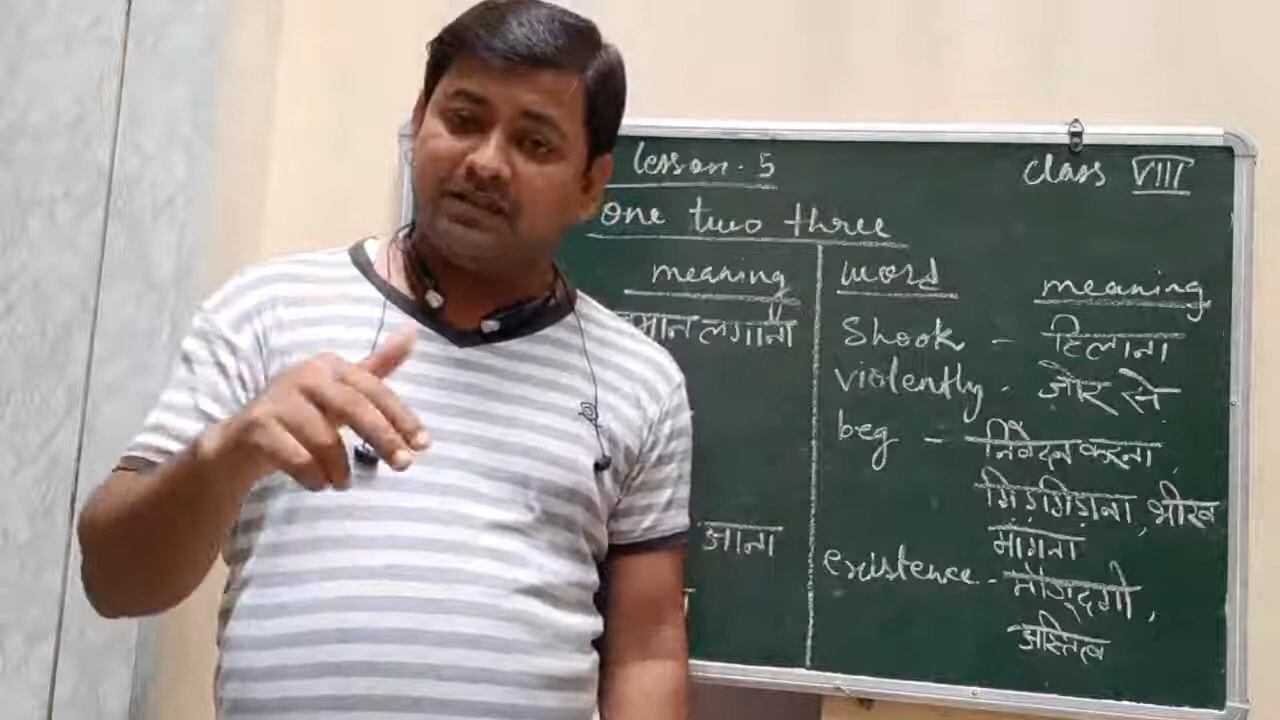 lesson-5
class VIII
one two three
meaning
word
meaning
मान लगाना
Shook - हिलाना
violently - जोर से
beg - निवेदन करना,
गिड़गिड़ाना, भीख
मांगना
जाना
existence - मौजूदगी,
अस्तित्व